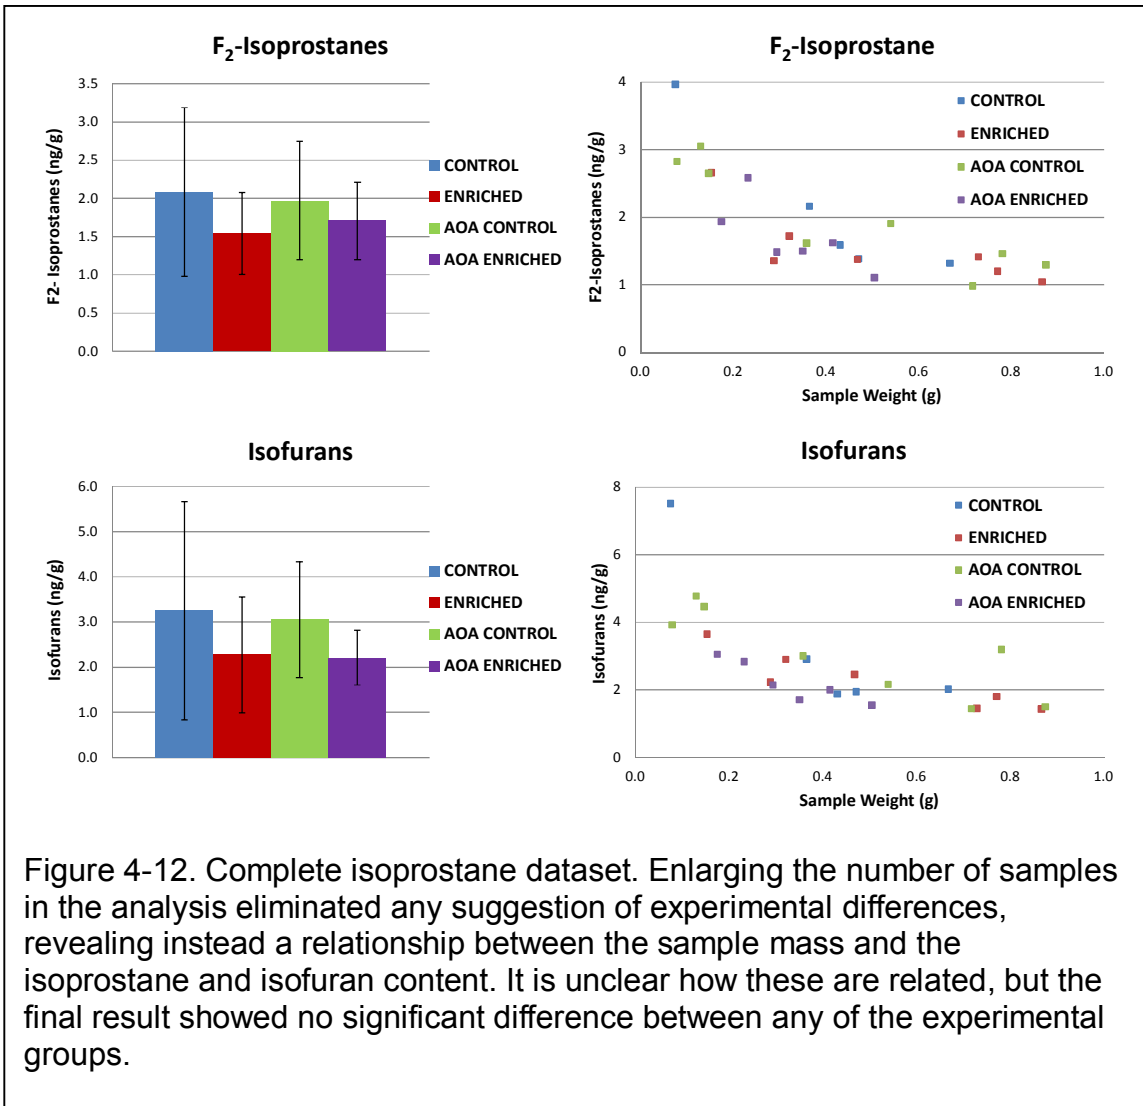 F2-Isoprostanes
F2- Isoprostanes (ng/g)
3.5
3.0
2.5
2.0
1.5
1.0
0.5
0.0
CONTROL
ENRICHED
AOA CONTROL
AOA ENRICHED
F2-Isoprostane
F2-Isoprostanes (ng/g)
4
3
2
1
0
0.0 0.2 0.4 0.6 0.8 1.0
Sample Weight (g)
CONTROL
ENRICHED
AOA CONTROL
AOA ENRICHED
Isofurans
Isofurans (ng/g)
6.0
5.0
4.0
3.0
2.0
1.0
0.0
CONTROL
ENRICHED
AOA CONTROL
AOA ENRICHED
Isofurans
Isofurans (ng/g)
8
6
4
2
0
0.0 0.2 0.4 0.6 0.8 1.0
Sample Weight (g)
CONTROL
ENRICHED
AOA CONTROL
AOA ENRICHED
Figure 4-12. Complete isoprostane dataset. Enlarging the number of samples
in the analysis eliminated any suggestion of experimental differences,
revealing instead a relationship between the sample mass and the
isoprostane and isofuran content. It is unclear how these are related, but the
final result showed no significant difference between any of the experimental
groups.